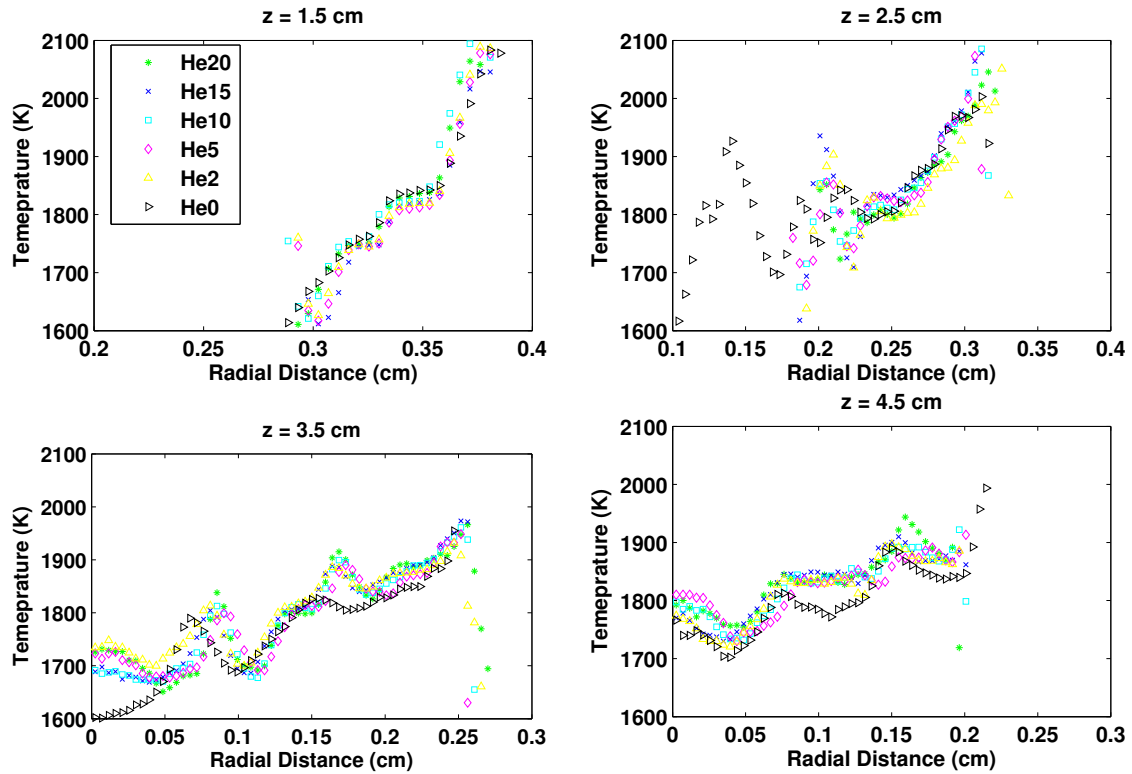 z = 1.5 cm
2100
2000
1900
1800
1700
1600
Temeprature (K)
He20
He15
He10
He5
He2
He0
0.2 0.25 0.3 0.35 0.4
Radial Distance (cm)
z = 2.5 cm
2100
2000
1900
1800
1700
1600
Temeprature (K)
0.1 0.15 0.2 0.25 0.3 0.35 0.4
Radial Distance (cm)
z = 3.5 cm
2100
2000
1900
1800
1700
1600
Temeprature (K)
0 0.05 0.1 0.15 0.2 0.25 0.3
Radial Distance (cm)
z = 4.5 cm
2100
2000
1900
1800
1700
1600
Temeprature (K)
0 0.05 0.1 0.15 0.2 0.25 0.3
Radial Distance (cm)